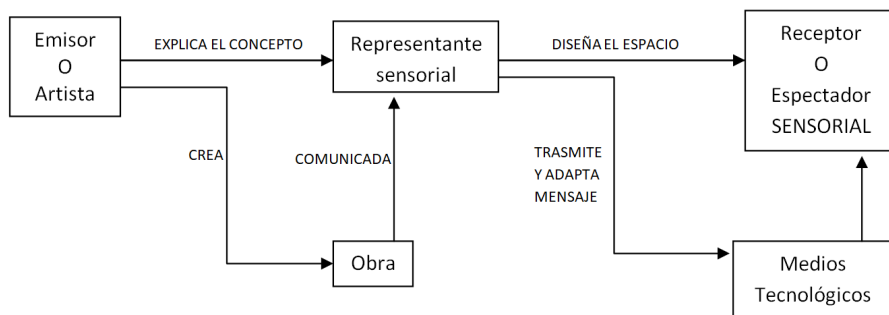 Emisor
O
Artista
EXPLICA EL CONCEPTO
Representante
sensorial
DISEÑA EL ESPACIO
Receptor
O
Espectador
SENSORIAL
CREA
COMUNICADA
TRASMITE
Y ADAPTA
MENSAJE
Obra
Medios
Tecnológicos